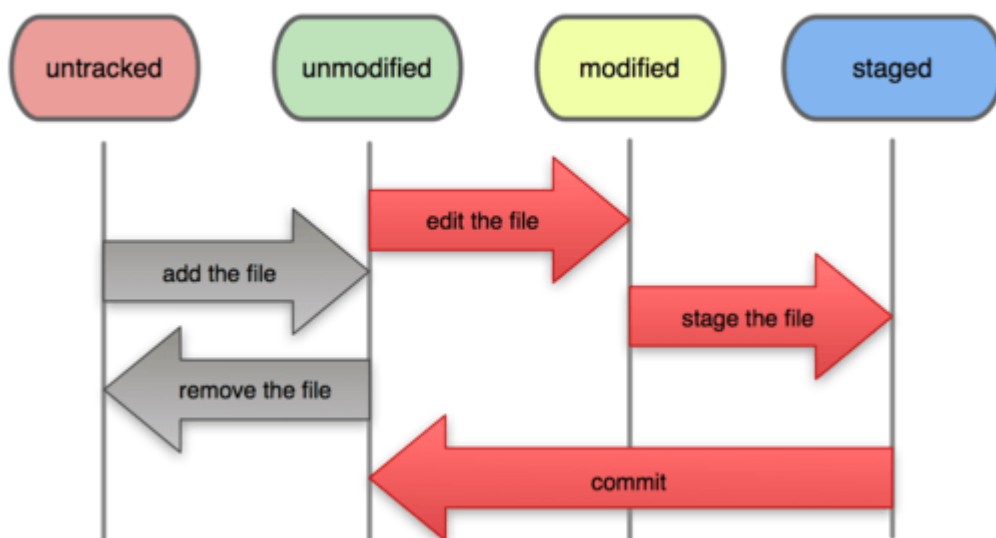 untracked
unmodified
modified
staged
edit the file
add the file
stage the file
remove the file
commit